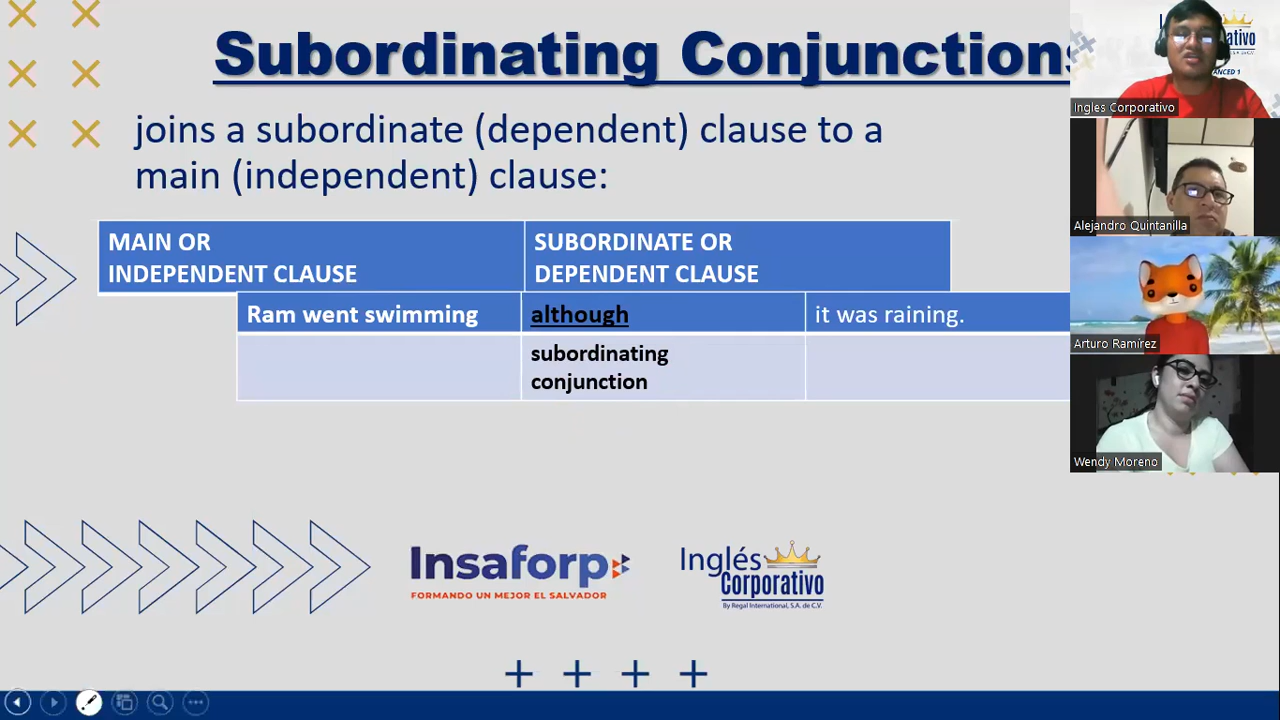 Subordinating Conjunctions
joins a subordinate (dependent) clause to a
main (independent) clause:
MAIN OR
INDEPENDENT CLAUSE
SUBORDINATE OR
DEPENDENT CLAUSE
Ram went swimming
although
it was raining.
subordinating
conjunction
Insaforp
FORMANDO UN MEJOR EL SALVADOR
Inglés
Corporativo
By Regal International, S.A. de C.V.
Ingles Corporativo
Alejandro Quintanilla
Arturo Ramírez
Wendy Moreno